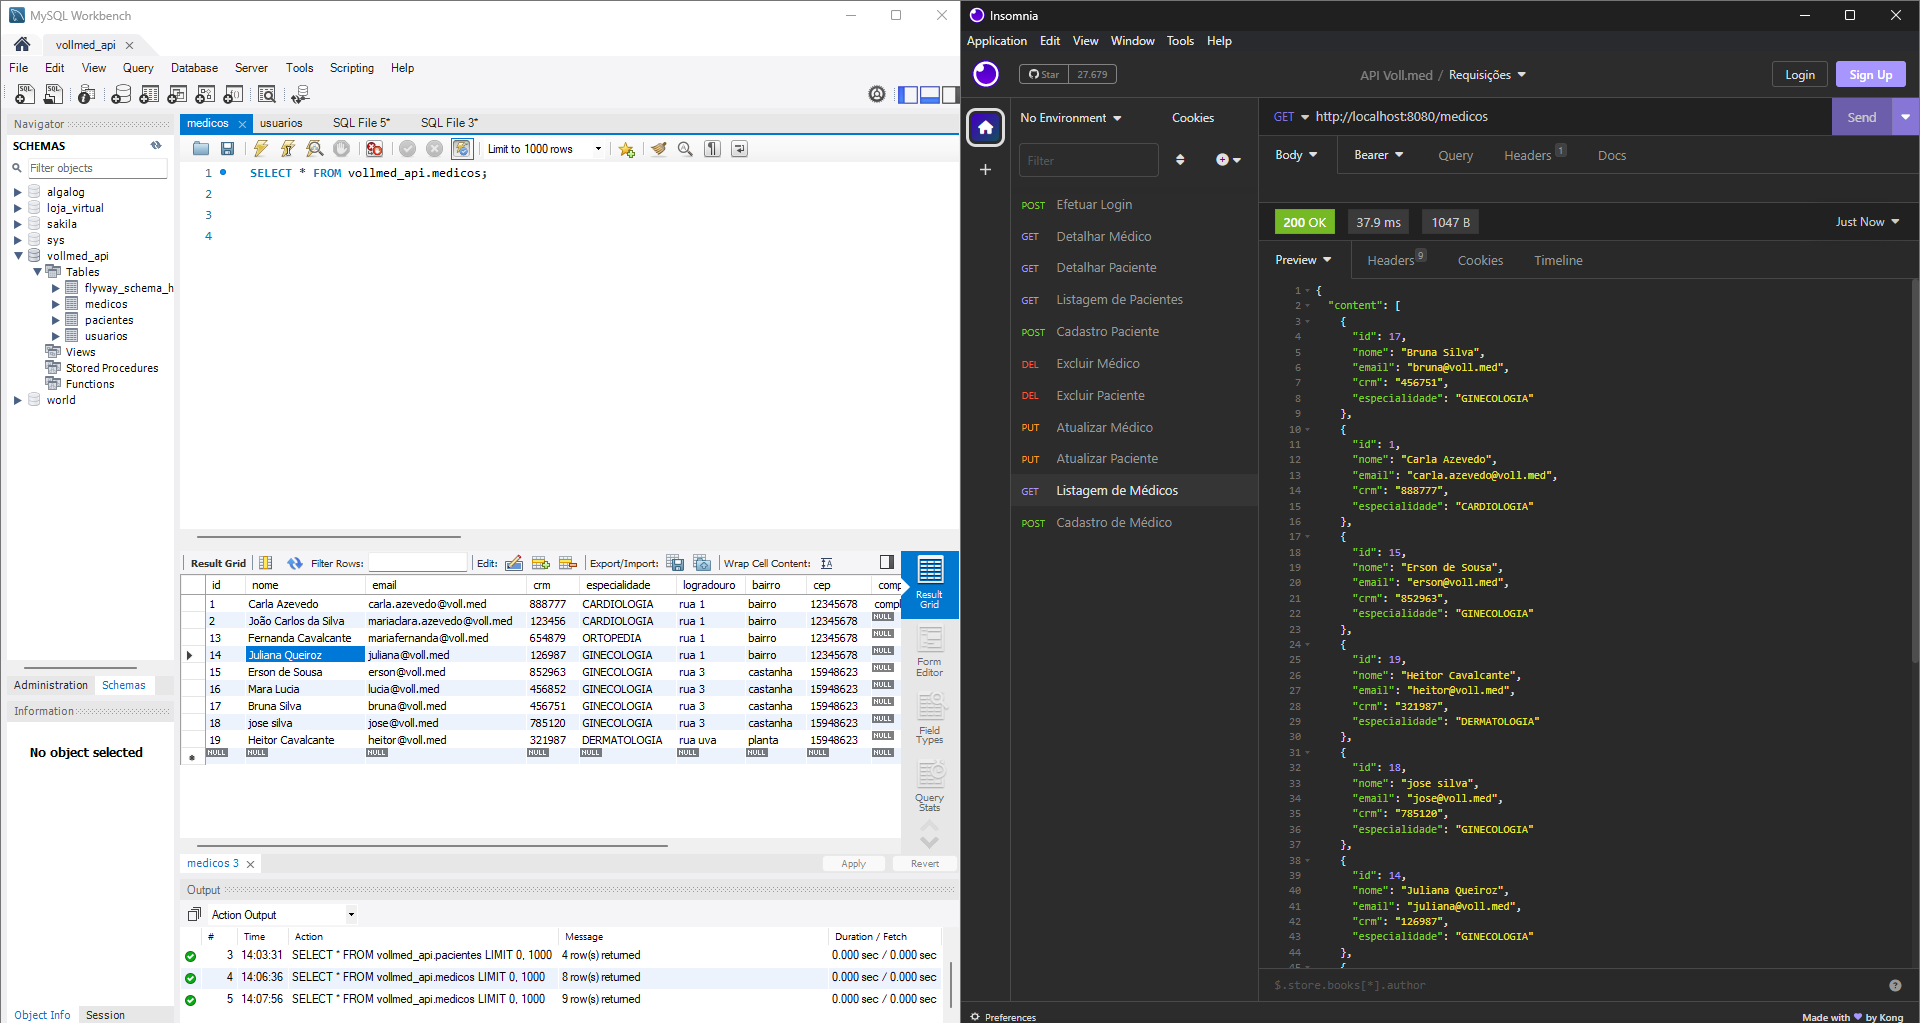 MySQL Workbench
vollmed_api
File Edit View Query Database Server Tools Scripting Help
Navigator
SCHEMAS
Filter objects
algalog
loja_virtual
sakila
sys
vollmed_api
Tables
flyway_schema_h
medicos
pacientes
usuarios
Views
Stored Procedures
Functions
world
Administration Schemas
Information
No object selected
Object Info Session
medicos usuarios SQL File 5* SQL File 3*
Limit to 1000 rows
1 SELECT * FROM vollmed_api.medicos;
2
3
4
Result Grid Filter Rows: Edit: Export/Import: Wrap Cell Content:
id nome email crm especialidade logradouro bairro cep comp
1 Carla Azevedo carla.azevedo@voll.med 888777 CARDIOLOGIA rua 1 bairro 12345678 compl
2 João Carlos da Silva mariaclara.azevedo@voll.med 123456 CARDIOLOGIA rua 1 bairro 12345678 NULL
13 Fernanda Cavalcante mariafernanda@voll.med 654879 ORTOPEDIA rua 1 bairro 12345678 NULL
14 Juliana Queiroz juliana@voll.med 126987 GINECOLOGIA rua 1 bairro 12345678 NULL
15 Erson de Sousa erson@voll.med 852963 GINECOLOGIA rua 3 castanha 15948623 NULL
16 Mara Lucia lucia@voll.med 456852 GINECOLOGIA rua 3 castanha 15948623 NULL
17 Bruna Silva bruna@voll.med 456751 GINECOLOGIA rua 3 castanha 15948623 NULL
18 jose silva jose@voll.med 785120 GINECOLOGIA rua 3 castanha 15948623 NULL
19 Heitor Cavalcante heitor@voll.med 321987 DERMATOLOGIA rua uva planta 15948623 NULL
NULL NULL NULL NULL NULL NULL NULL NULL NULL
Result Grid
Form Editor
Field Types
Query Stats
medicos 3 Apply Revert
Output
Action Output
# Time Action Message Duration / Fetch
3 14:03:31 SELECT * FROM vollmed_api.pacientes LIMIT 0, 1000 4 row(s) returned 0.000 sec / 0.000 sec
4 14:06:36 SELECT * FROM vollmed_api.medicos LIMIT 0, 1000 8 row(s) returned 0.000 sec / 0.000 sec
5 14:07:56 SELECT * FROM vollmed_api.medicos LIMIT 0, 1000 9 row(s) returned 0.000 sec / 0.000 sec
Insomnia
Application Edit View Window Tools Help
Star 27.679 API Voll.med / Requisições Login Sign Up
No Environment Cookies
Filter
POST Efetuar Login
GET Detalhar Médico
GET Detalhar Paciente
GET Listagem de Pacientes
POST Cadastro Paciente
DEL Excluir Médico
DEL Excluir Paciente
PUT Atualizar Médico
PUT Atualizar Paciente
GET Listagem de Médicos
POST Cadastro de Médico
GET http://localhost:8080/medicos Send
Body Bearer Query Headers 1 Docs
200 OK 37.9 ms 1047 B Just Now
Preview Headers 9 Cookies Timeline
1 {
2 "content": [
3 {
4 "id": 17,
5 "nome": "Bruna Silva",
6 "email": "bruna@voll.med",
7 "crm": "456751",
8 "especialidade": "GINECOLOGIA"
9 },
10 {
11 "id": 1,
12 "nome": "Carla Azevedo",
13 "email": "carla.azevedo@voll.med",
14 "crm": "888777",
15 "especialidade": "CARDIOLOGIA"
16 },
17 {
18 "id": 15,
19 "nome": "Erson de Sousa",
20 "email": "erson@voll.med",
21 "crm": "852963",
22 "especialidade": "GINECOLOGIA"
23 },
24 {
25 "id": 19,
26 "nome": "Heitor Cavalcante",
27 "email": "heitor@voll.med",
28 "crm": "321987",
29 "especialidade": "DERMATOLOGIA"
30 },
31 {
32 "id": 18,
33 "nome": "jose silva",
34 "email": "jose@voll.med",
35 "crm": "785120",
36 "especialidade": "GINECOLOGIA"
37 },
38 {
39 "id": 14,
40 "nome": "Juliana Queiroz",
41 "email": "juliana@voll.med",
42 "crm": "126987",
43 "especialidade": "GINECOLOGIA"
44 },
45 {
$.store.books[*].author
Preferences Made with by Kong